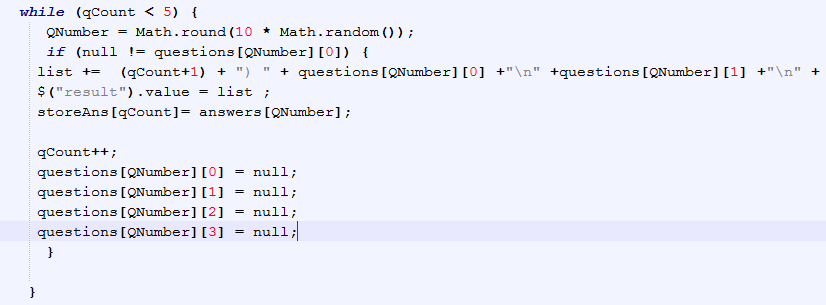 while (qCount < 5) {
QNumber = Math.round(10 * Math.random());
if (null != questions[QNumber][0]) {
list += (qCount+1) + ") " + questions[QNumber][0] +"\n" +questions[QNumber][1] +"\n" +
$("result").value = list ;
storeAns[qCount]= answers[QNumber];
qCount++;
questions[QNumber][0] = null;
questions[QNumber][1] = null;
questions[QNumber][2] = null;
questions[QNumber][3] = null;
}
}